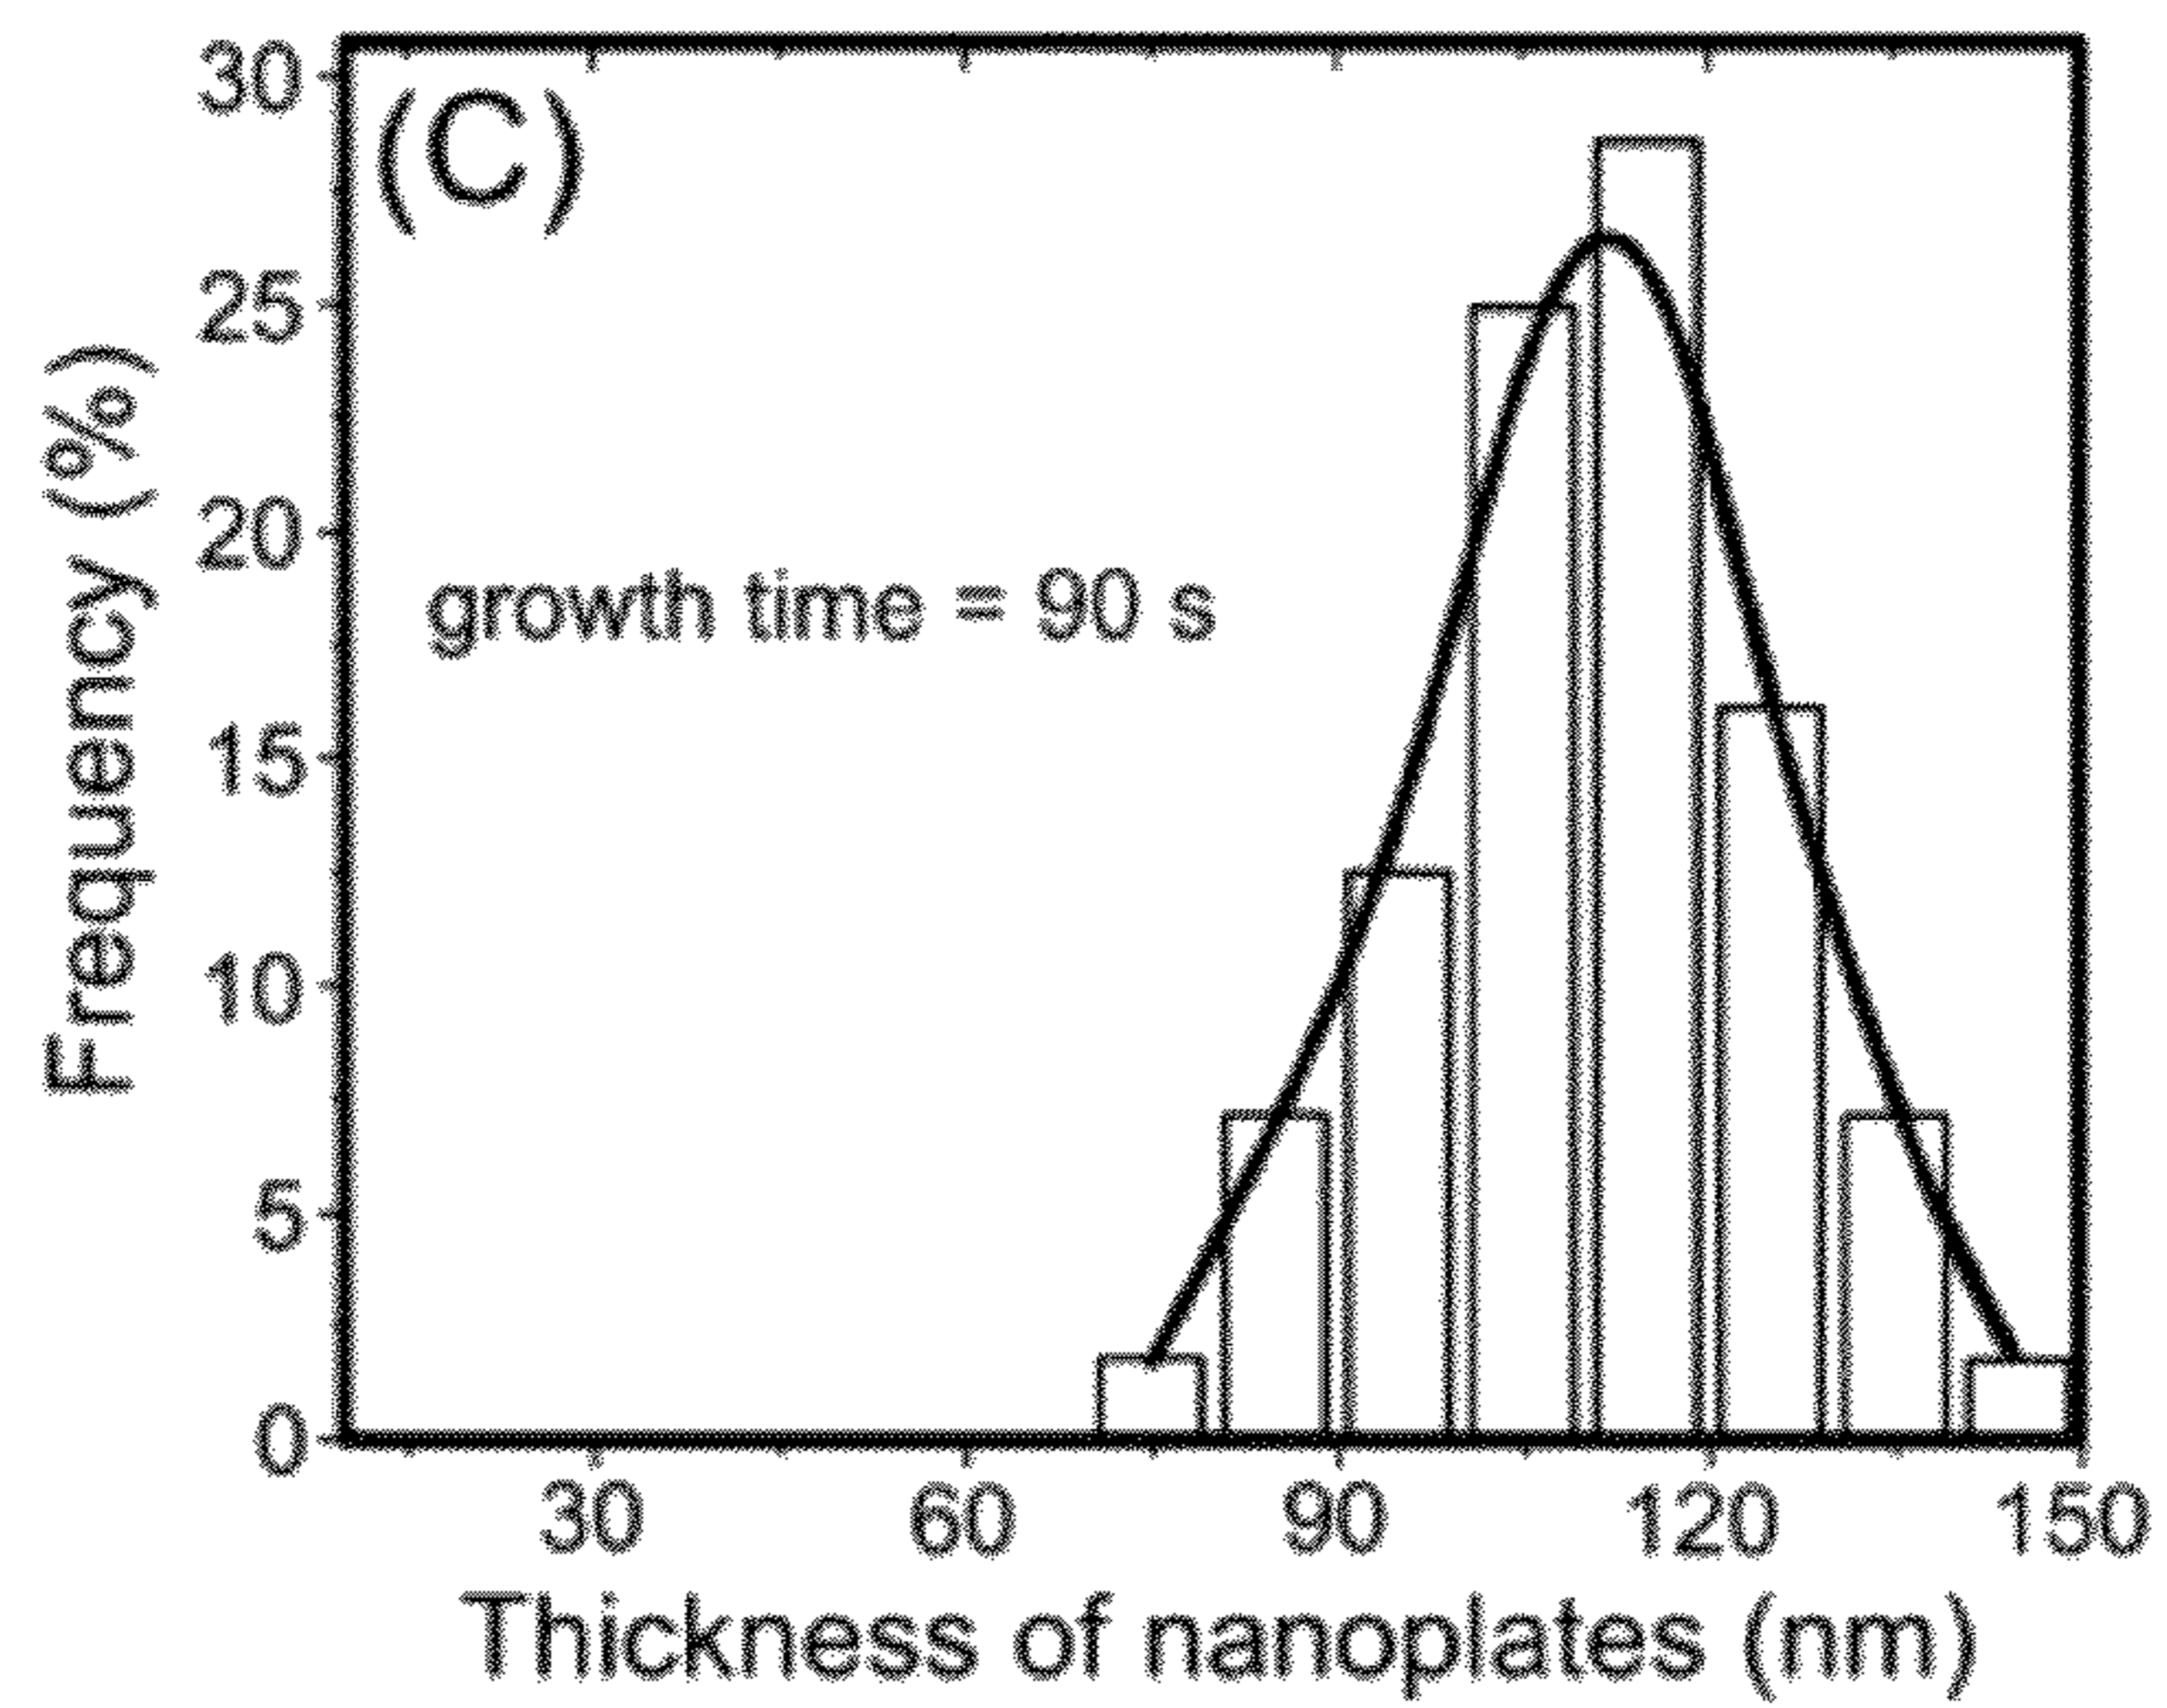 (C)
growth time = 90 s
Frequency (%)
30
25
20
15
10
5
0
30 60 90 120 150
Thickness of nanoplates (nm)